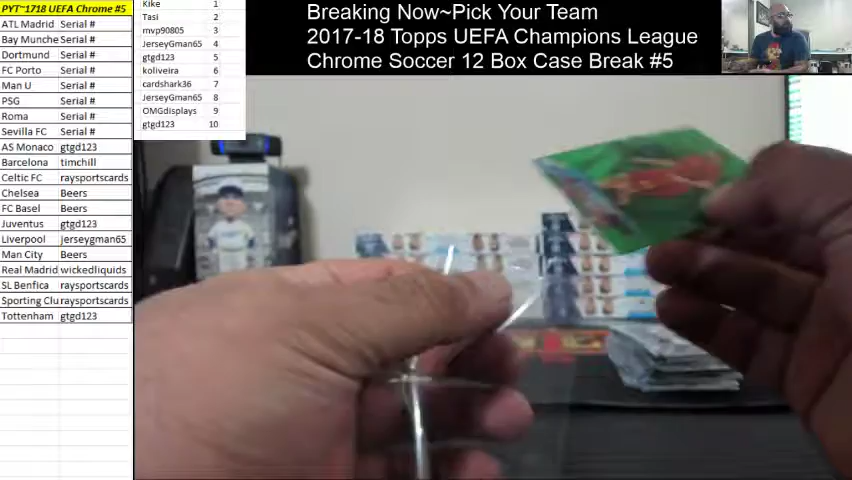 PYT~1718 UEFA Chrome #5
ATL Madrid Serial #
Bay Munche Serial #
Dortmund Serial #
FC Porto Serial #
Man U Serial #
PSG Serial #
Roma Serial #
Sevilla FC Serial #
AS Monaco gtgd123
Barcelona timchill
Celtic FC raysportscards
Chelsea Beers
FC Basel Beers
Juventus gtgd123
Liverpool jerseygman65
Man City Beers
Real Madrid wickedliquids
SL Benfica raysportscards
Sporting Clu raysportscards
Tottenham gtgd123
Kike 1
Tasi 2
mvp90805 3
JerseyGman65 4
gtgd123 5
koliveira 6
cardshark36 7
JerseyGman65 8
OMGdisplays 9
gtgd123 10
Breaking Now~Pick Your Team
2017-18 Topps UEFA Champions League
Chrome Soccer 12 Box Case Break #5